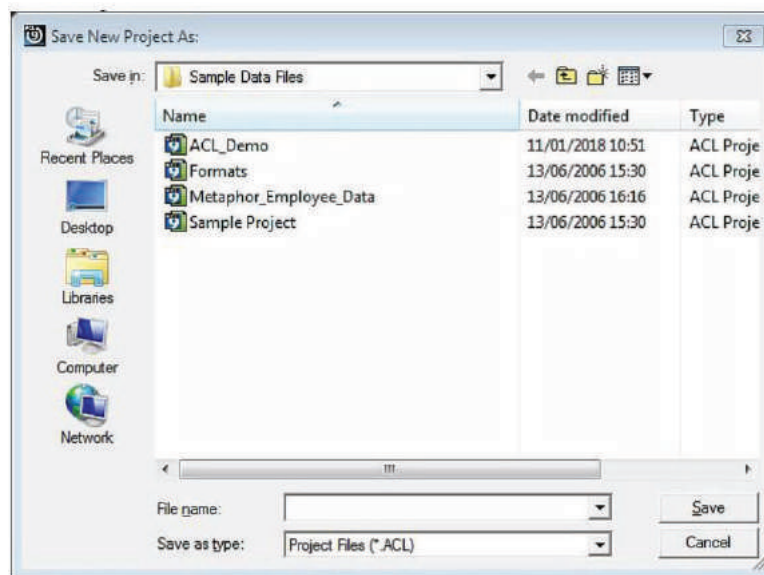 Save New Project As:
Save in: Sample Data Files
Name Date modified Type
Recent Places
ACL_Demo 11/01/2018 10:51 ACL Proje
Formats 13/06/2006 15:30 ACL Proje
Metaphor_Employee_Data 13/06/2006 16:16 ACL Proje
Sample Project 13/06/2006 15:30 ACL Proje
Desktop
Libraries
Computer
Network
File name: Save
Save as type: Project Files (*.ACL) Cancel